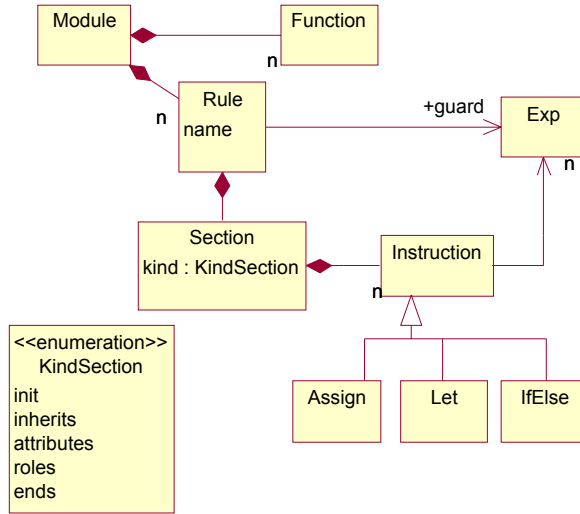 Module
Function
n
n
Rule
name
+guard
Exp
n
Section
kind : KindSection
Instruction
n
<<enumeration>>
KindSection
init
inherits
attributes
roles
ends
Assign
Let
IfElse